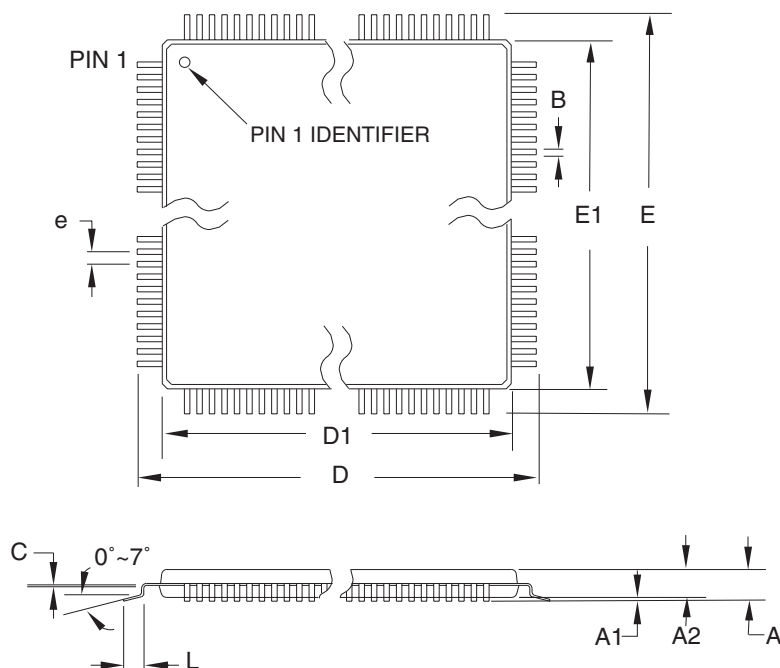 PIN 1
B
PIN 1 IDENTIFIER
e
E1
E
D1
D
C
0°~7°
A1
A2
A
L